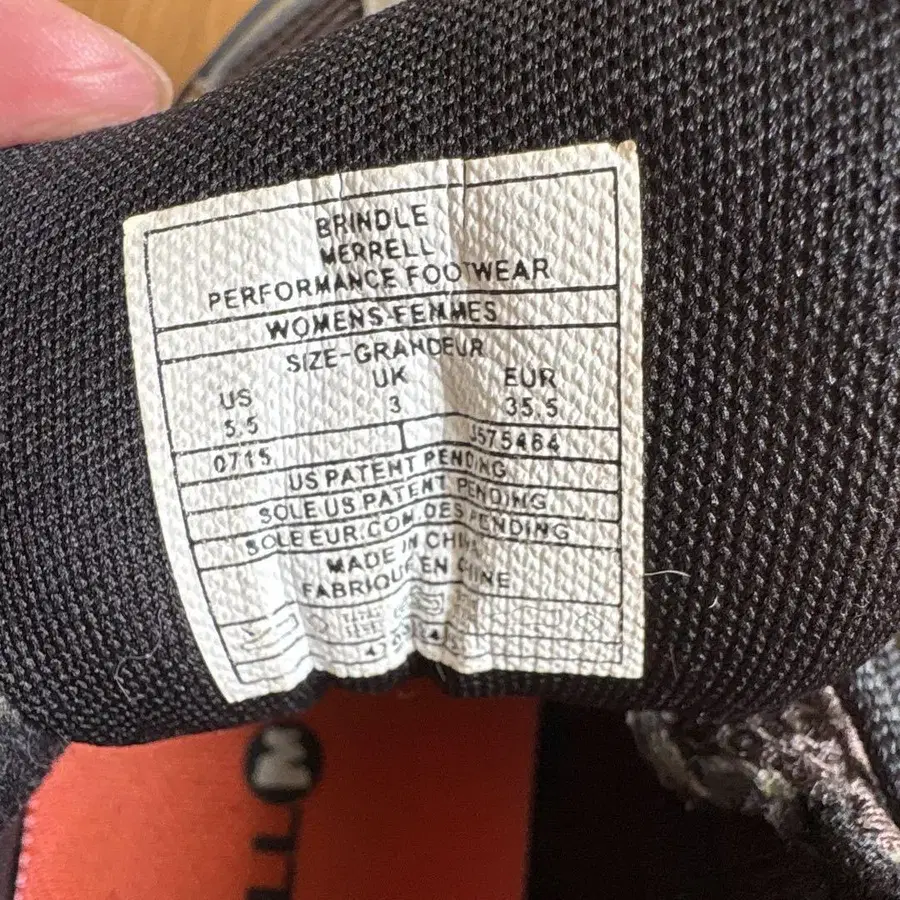 BRINDLE
MERRELL
PERFORMANCE FOOTWEAR
WOMENS-FEMMES
SIZE-GRANDEUR
US UK EUR
5.5 3 35.5
0715 J575464
US PATENT PENDING
SOLE US PATENT PENDING
SOLE EUR.COM.DES PENDING
MADE IN CHINA
FABRIQUE EN CHINE
M